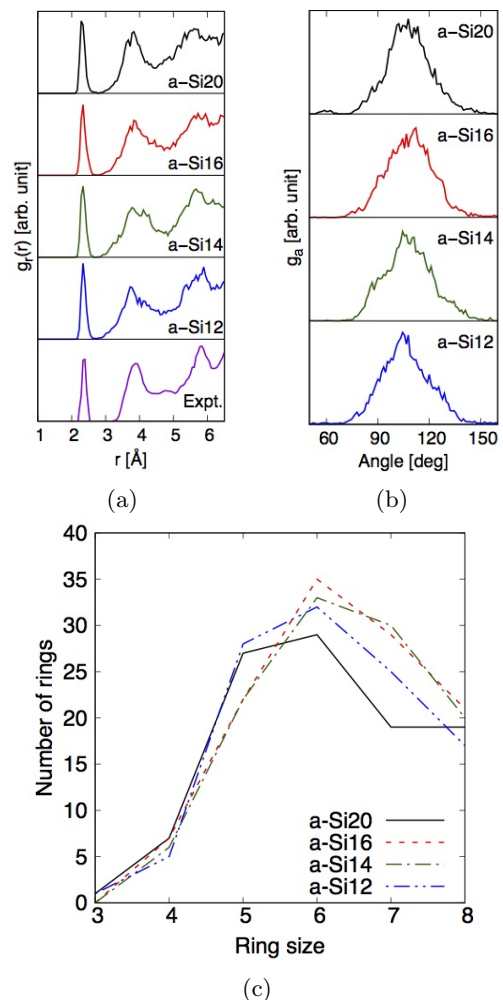 a-Si20
a-Si16
a-Si14
a-Si12
Expt.
gr(r) [arb. unit]
1 2 3 4 5 6
r [Å]
(a)
a-Si20
a-Si16
a-Si14
a-Si12
ga [arb. unit]
60 90 120 150
Angle [deg]
(b)
40
35
30
25
20
15
10
5
0
Number of rings
a-Si20
a-Si16
a-Si14
a-Si12
3 4 5 6 7 8
Ring size
(c)